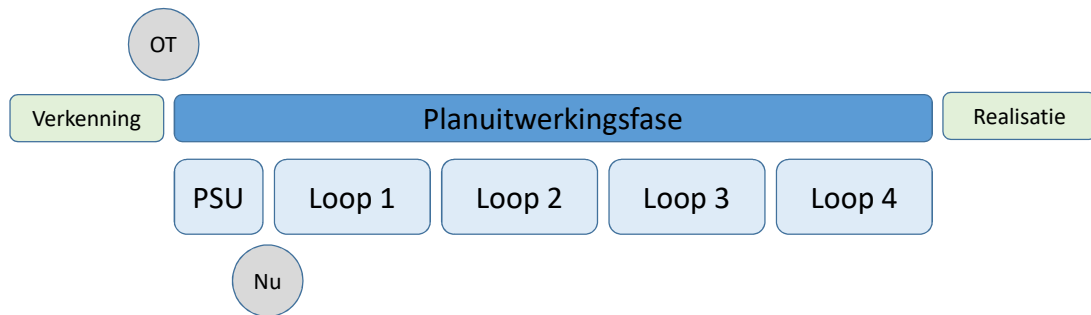 OT
Verkenning
Planuitwerkingsfase
Realisatie
PSU
Loop 1
Loop 2
Loop 3
Loop 4
Nu